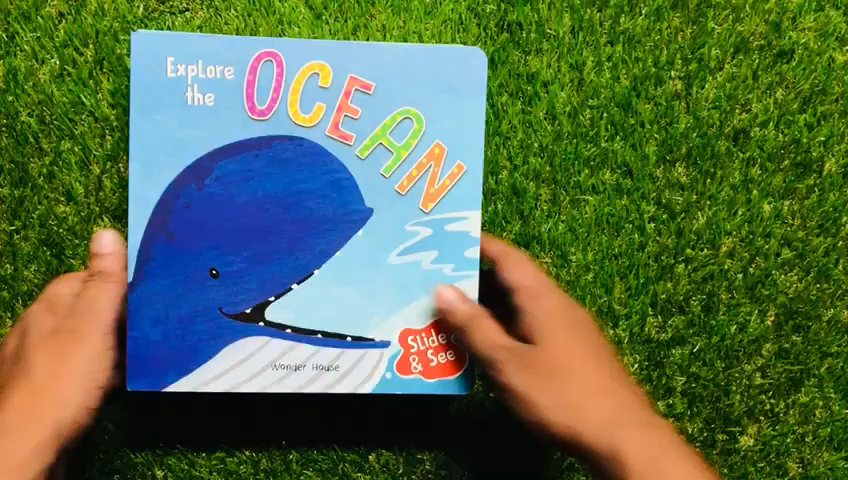 Explore
the
OCEAN
Slide
& See
Wonder House